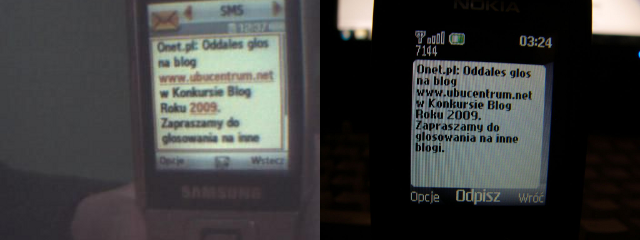 SMS
Onet.pl: Oddales glos
na blog
www.ubucentrum.net
w Konkursie Blog
Roku 2009.
Zapraszamy do
glosowania na inne
Opcje Wstecz
SAMSUNG
NOKIA
03:24
7144
Onet.pl: Oddales glos
na blog
www.ubucentrum.net
w Konkursie Blog
Roku 2009.
Zapraszamy do
glosowania na inne
blogi.
Opcje Odpisz Wróć